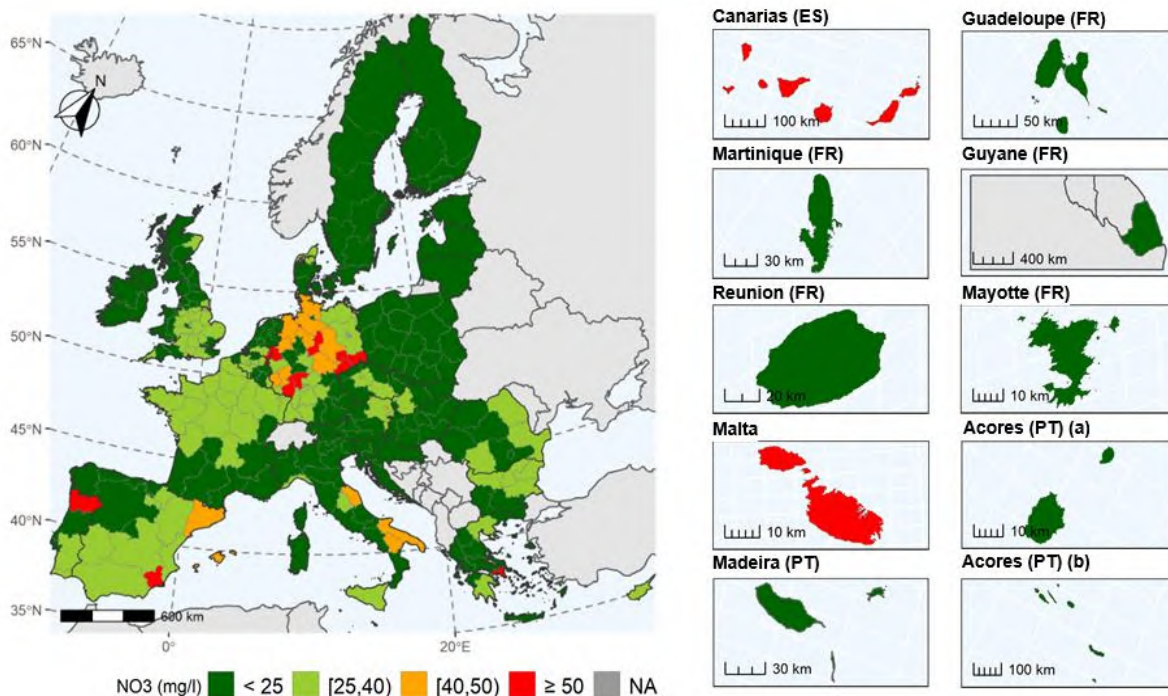 65°N
60°N
55°N
50°N
45°N
40°N
35°N
N
600 km
0°
20°E
NO3 (mg/l)
< 25
[25,40)
[40,50)
≥ 50
NA
Canarias (ES)
100 km
Guadeloupe (FR)
50 km
Martinique (FR)
30 km
Guyane (FR)
400 km
Reunion (FR)
20 km
Mayotte (FR)
10 km
Malta
10 km
Acores (PT) (a)
10 km
Madeira (PT)
30 km
Acores (PT) (b)
100 km